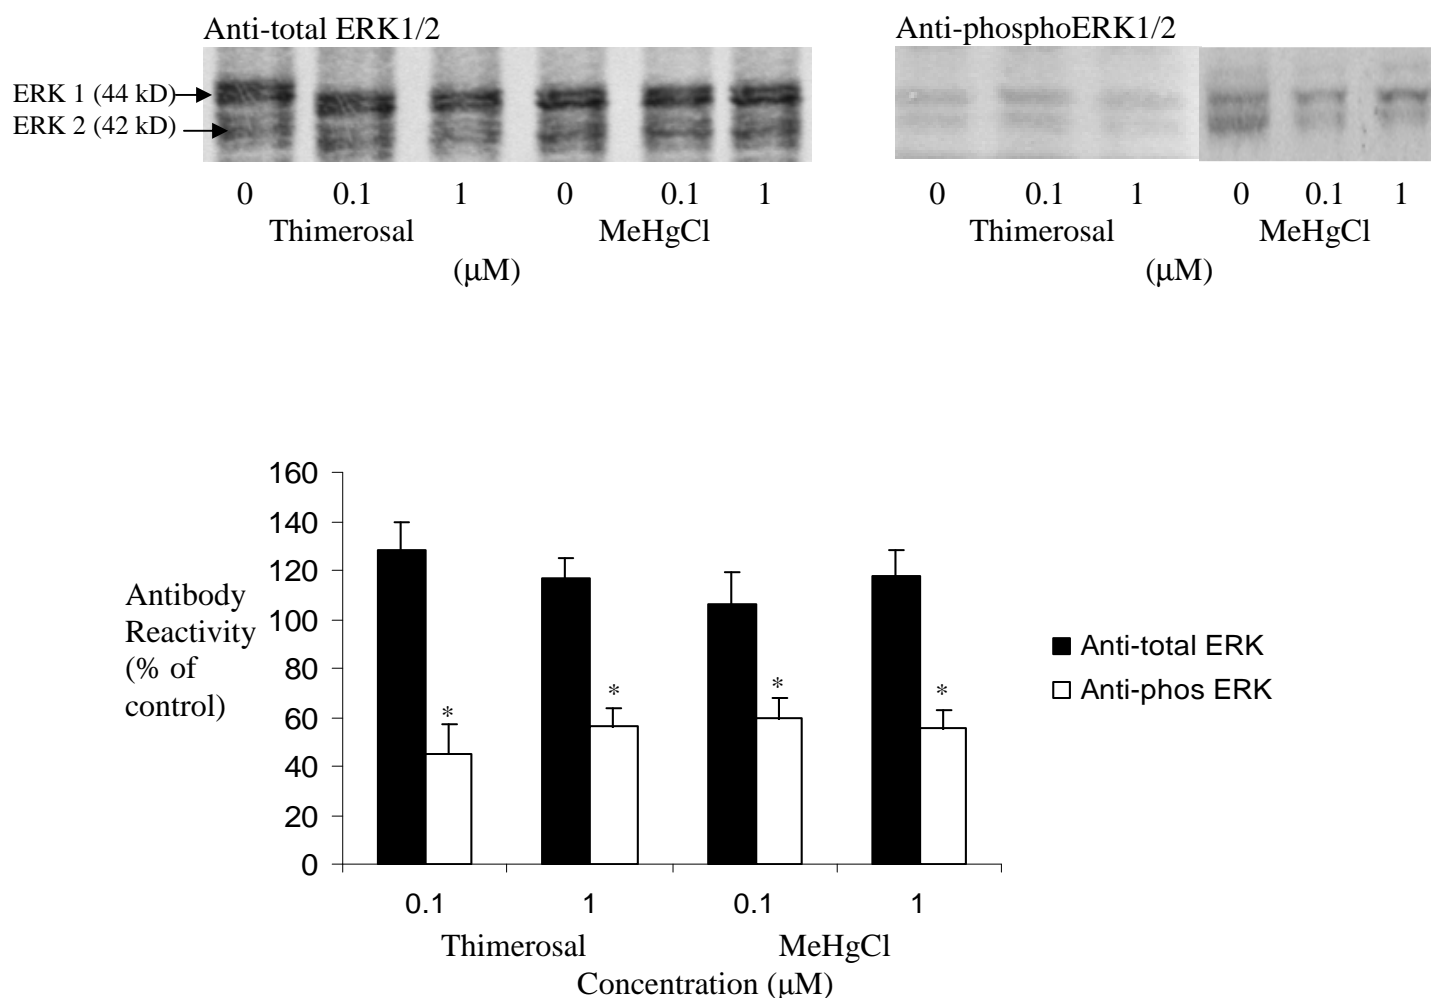 Anti-total ERK1/2
Anti-phosphoERK1/2
ERK 1 (44 kD)
ERK 2 (42 kD)
0 0.1 1 0 0.1 1
Thimerosal MeHgCl
(μM)
0 0.1 1 0 0.1 1
Thimerosal MeHgCl
(μM)
Antibody
Reactivity
(% of
control)
160
140
120
100
80
60
40
20
0
* * * *
Anti-total ERK
Anti-phos ERK
0.1 1 0.1 1
Thimerosal MeHgCl
Concentration (μM)